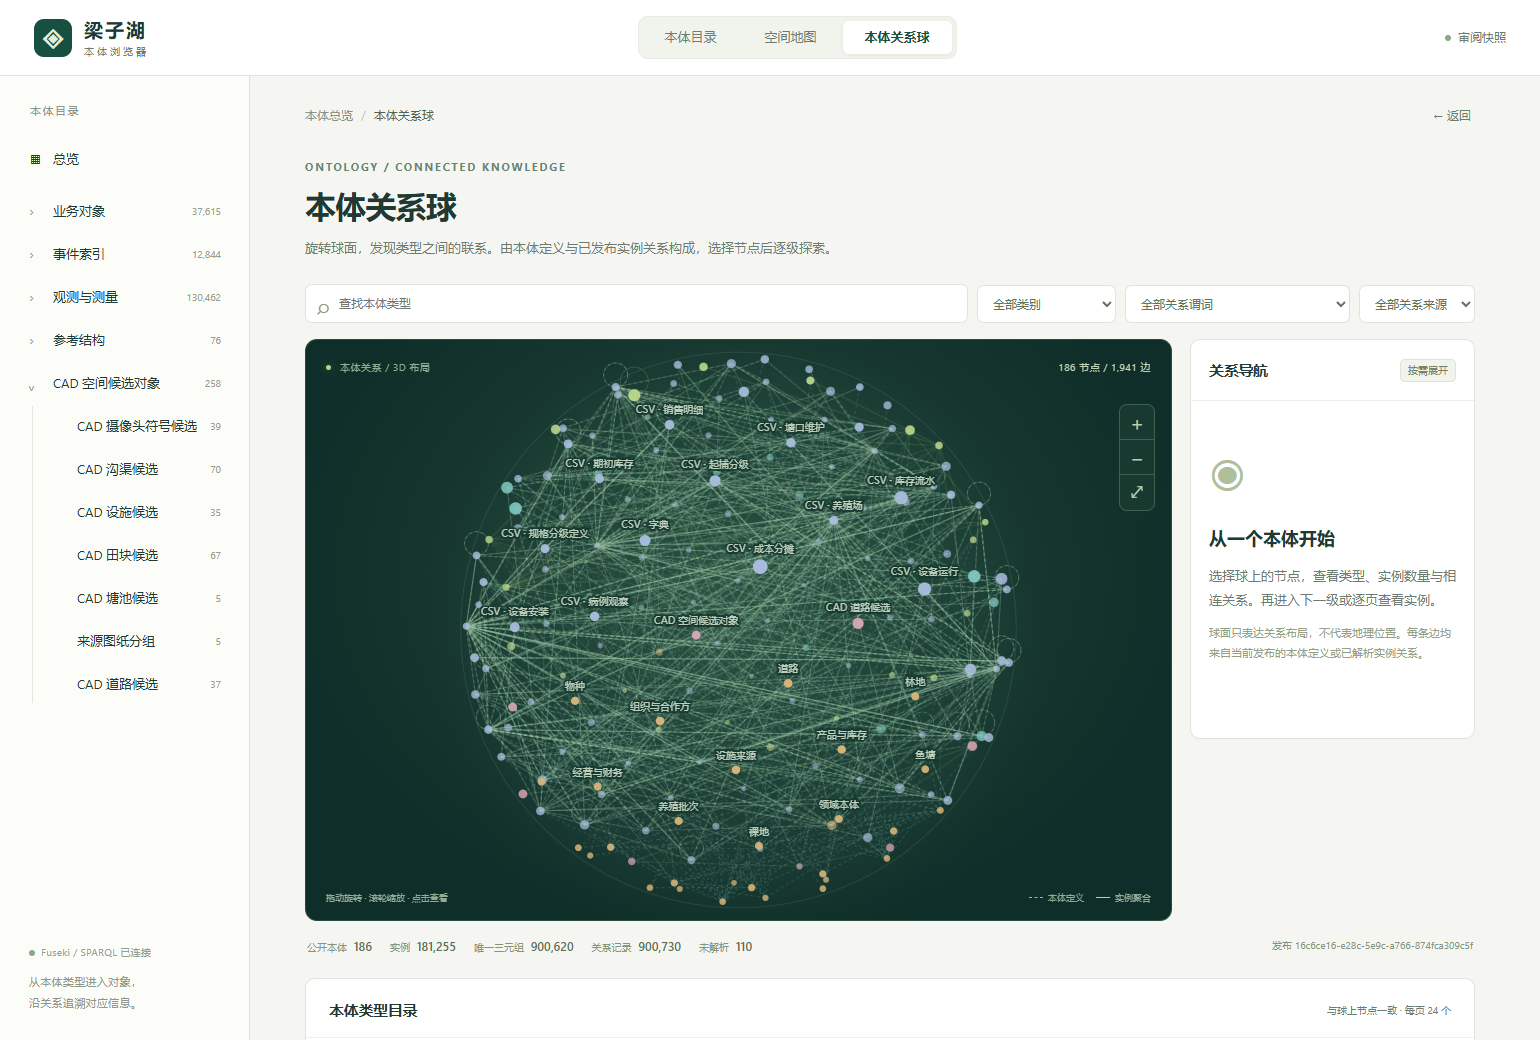 梁子湖
本体浏览器
本体目录
空间地图
本体关系球
审阅快照
本体目录
总览
业务对象 37,615
事件索引 12,844
观测与测量 130,462
参考结构 76
CAD 空间候选对象 258
CAD 摄像头符号候选 39
CAD 沟渠候选 70
CAD 设施候选 35
CAD 田块候选 67
CAD 塘池候选 5
来源图纸分组 5
CAD 道路候选 37
Fuseki / SPARQL 已连接
从本体类型进入对象，
沿关系追溯对应信息。
本体总览 / 本体关系球
← 返回
ONTOLOGY / CONNECTED KNOWLEDGE
本体关系球
旋转球面，发现类型之间的联系。由本体定义与已发布实例关系构成，选择节点后逐级探索。
查找本体类型
全部类别
全部关系谓词
全部关系来源
本体关系 / 3D 布局
186 节点 / 1,941 边
CSV · 销售明细
CSV · 塘口维护
CSV · 期初库存
CSV · 起捕分级
CSV · 库存流水
CSV · 养殖场
CSV · 规格分级定义
CSV · 字典
CSV · 成本分摊
CSV · 设备运行
CSV · 设备安装
CSV · 病例观察
CAD 空间候选对象
CAD 道路候选
道路
物种
林地
组织与合作方
产品与库存
设施来源
鱼塘
经营与财务
养殖批次
领域本体
裸地
+
−
拖动旋转 · 滚轮缩放 · 点击查看
本体定义
实例聚合
关系导航
按需展开
从一个本体开始
选择球上的节点，查看类型、实例数量与相
连关系。再进入下一级或逐页查看实例。
球面只表达关系布局，不代表地理位置。每条边均
来自当前发布的本体定义或已解析实例关系。
公开本体 186 实例 181,255 唯一三元组 900,620 关系记录 900,730 未解析 110
发布 16c6ce16-e28c-5e9c-a766-874fca309c5f
本体类型目录
与球上节点一致 · 每页 24 个